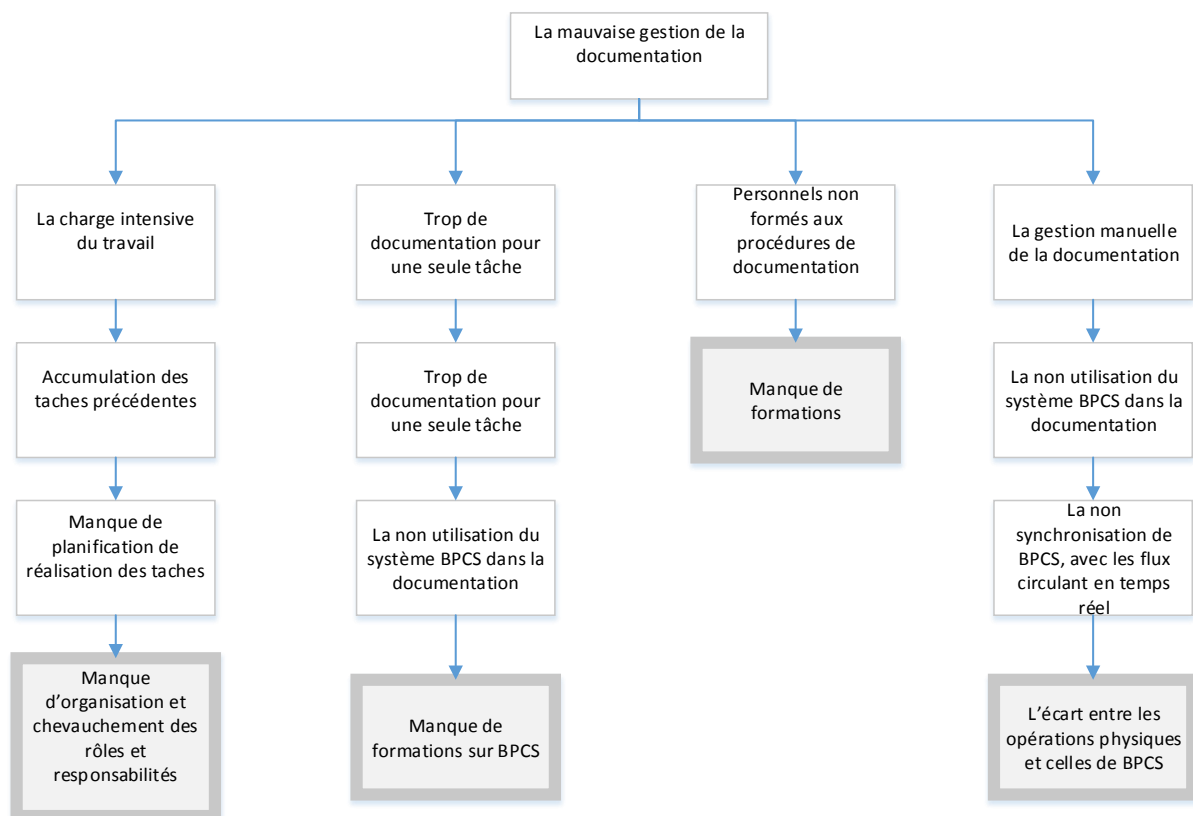 La mauvaise gestion de la
documentation
La charge intensive
du travail
Trop de
documentation pour
une seule tâche
Personnels non
formés aux
procédures de
documentation
La gestion manuelle
de la documentation
Accumulation des
taches précédentes
Trop de
documentation pour
une seule tâche
Manque de
formations
La non utilisation du
système BPCS dans la
documentation
Manque de
planification de
réalisation des taches
La non utilisation du
système BPCS dans la
documentation
La non
synchronisation de
BPCS, avec les flux
circulant en temps
réel
Manque
d’organisation et
chevauchement des
rôles et
responsabilités
Manque de
formations sur BPCS
L’écart entre les
opérations physiques
et celles de BPCS